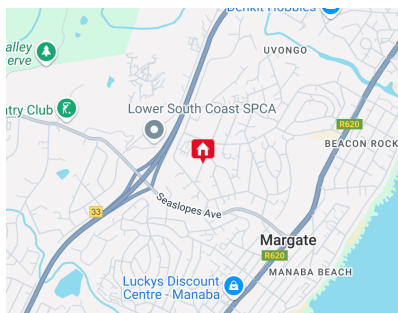 Denkit Hobbies
UVONGO
alley
erve
ntry Club
Lower South Coast SPCA
R620
BEACON ROCK
33
Seaslopes Ave
Margate
R620
MANABA BEACH
Luckys Discount
Centre - Manaba